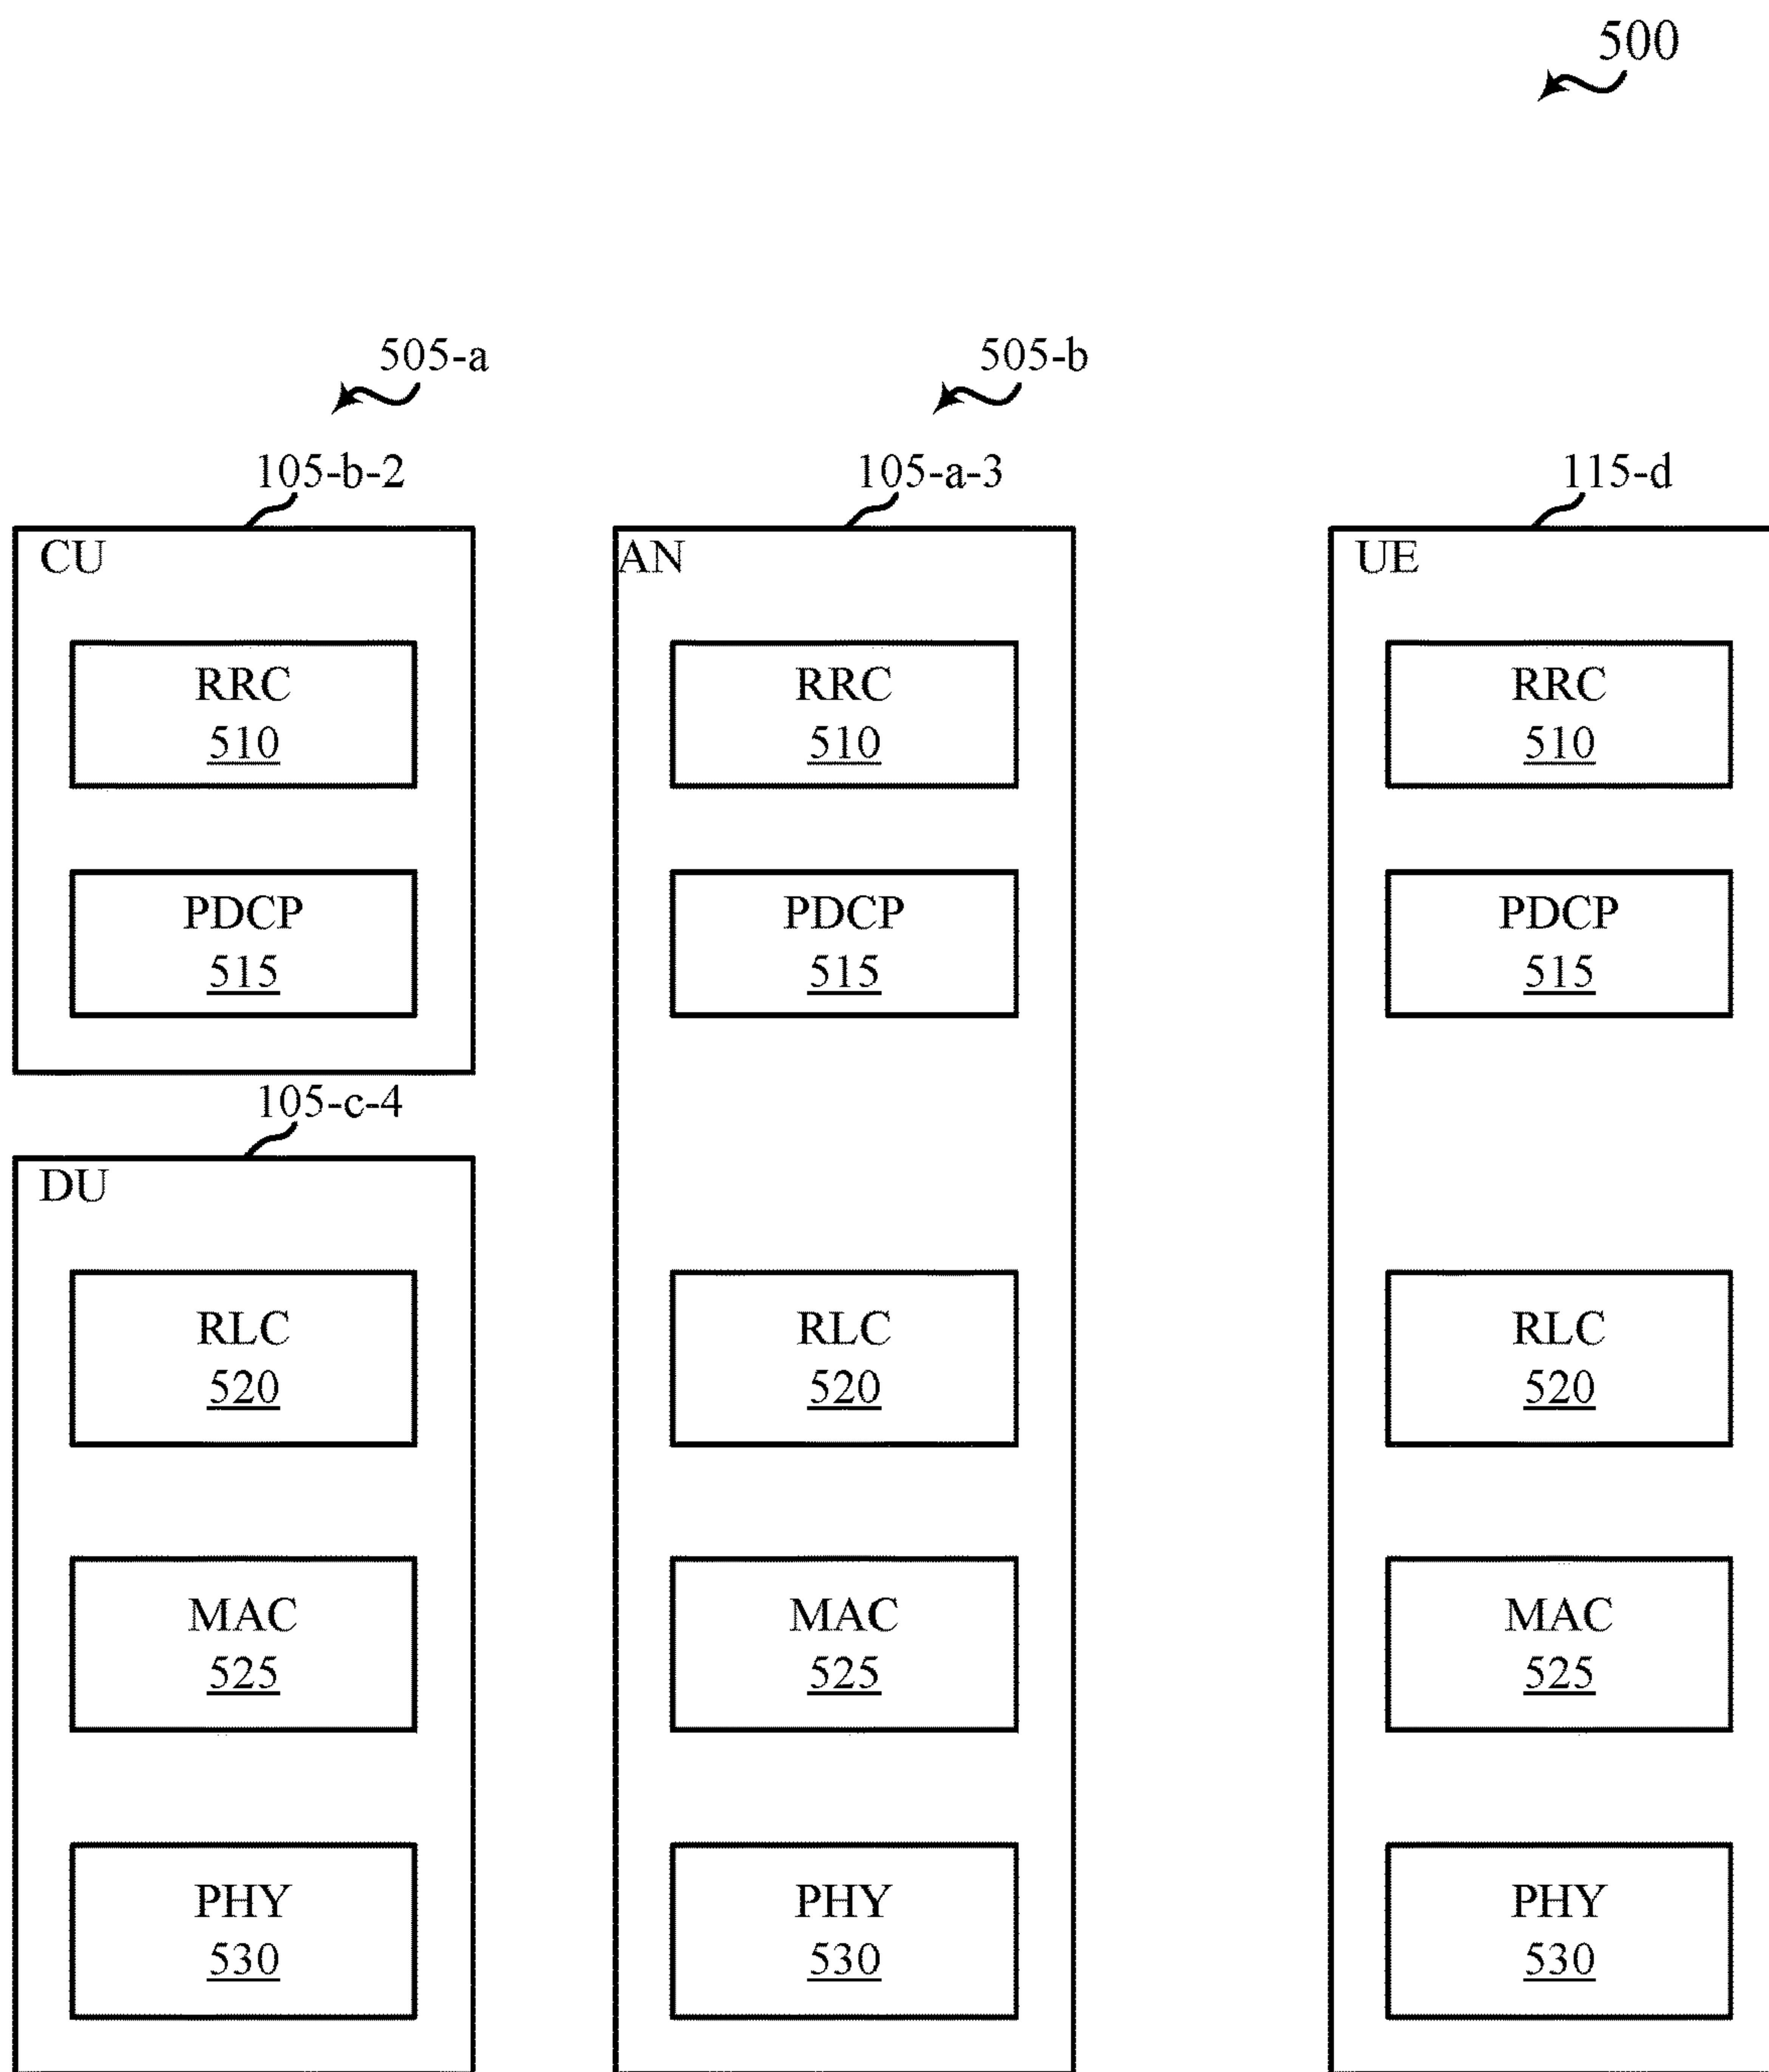 500
505-a
505-b
105-b-2
105-a-3
115-d
CU
AN
UE
RRC
510
RRC
510
RRC
510
PDCP
515
PDCP
515
PDCP
515
105-c-4
DU
RLC
520
RLC
520
RLC
520
MAC
525
MAC
525
MAC
525
PHY
530
PHY
530
PHY
530